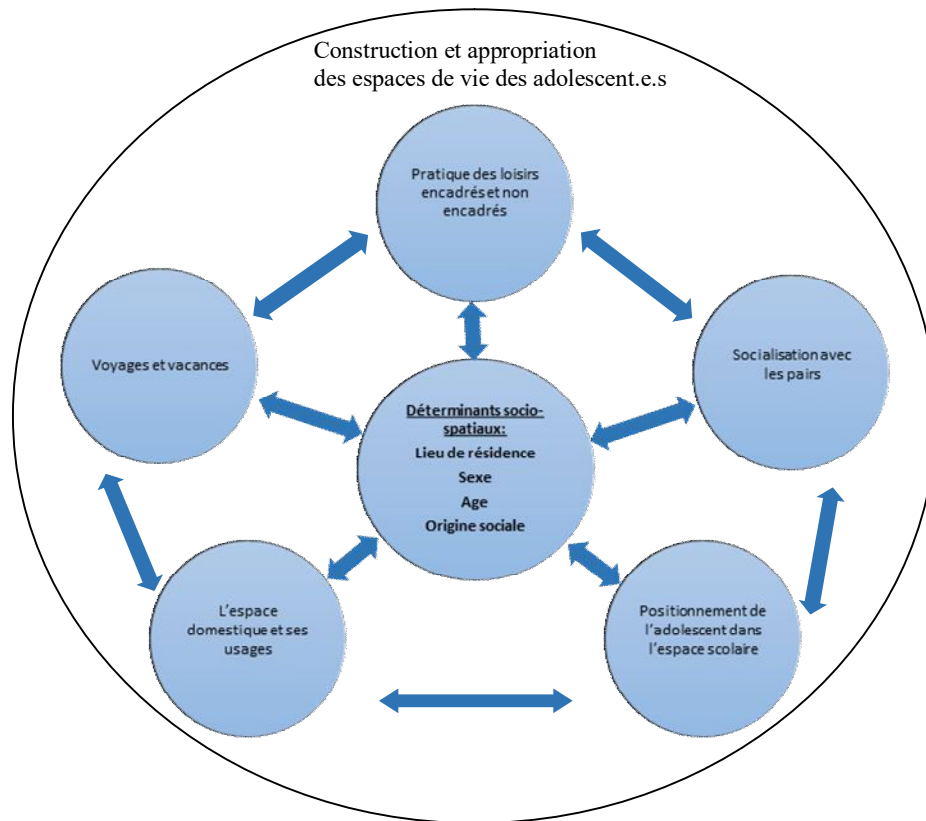 Construction et appropriation
des espaces de vie des adolescent.e.s
Pratique des loisirs
encadrés et non
encadrés
Voyages et vacances
Socialisation avec
les pairs
Déterminants socio-
spatiaux:
Lieu de résidence
Sexe
Age
Origine sociale
L'espace
domestique et ses
usages
Positionnement de
l'adolescent dans
l'espace scolaire